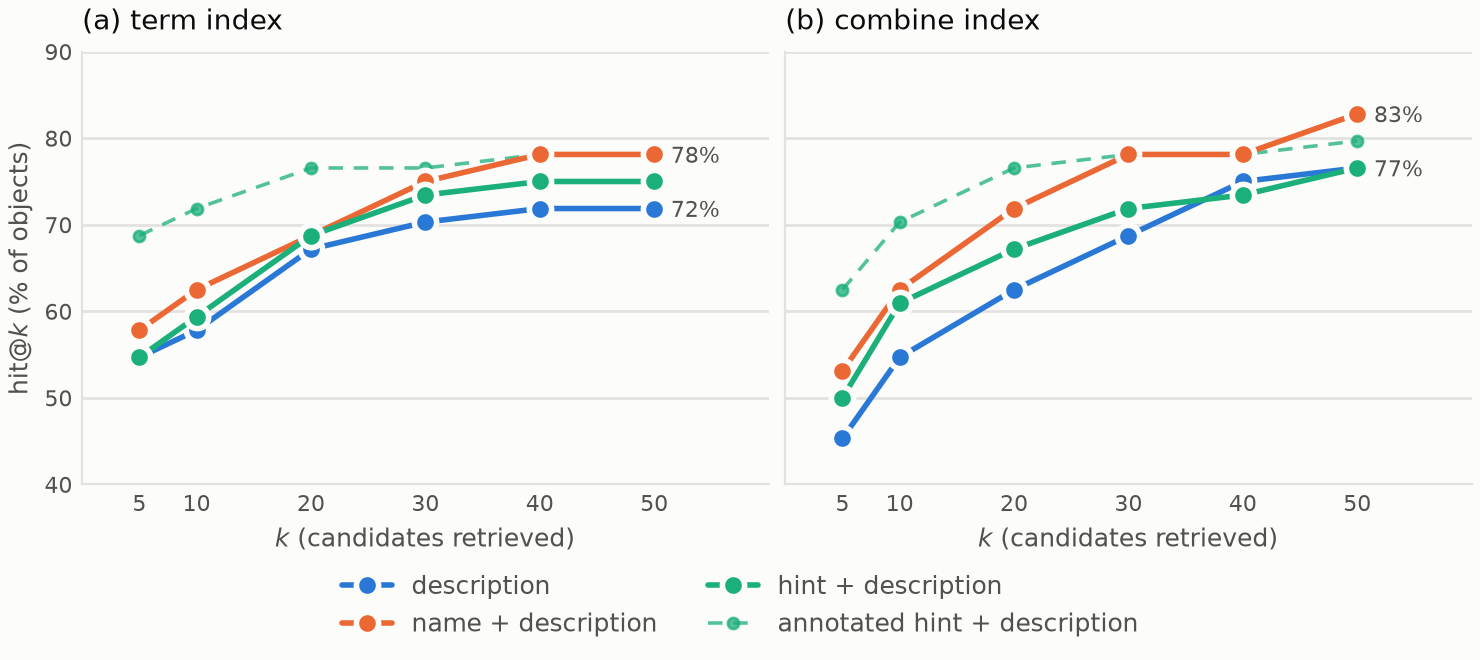 (a) term index
(b) combine index
hit@k (% of objects)
90
80
70
60
50
40
78%
72%
83%
77%
5 10 20 30 40 50
5 10 20 30 40 50
k (candidates retrieved)
k (candidates retrieved)
description
hint + description
name + description
annotated hint + description